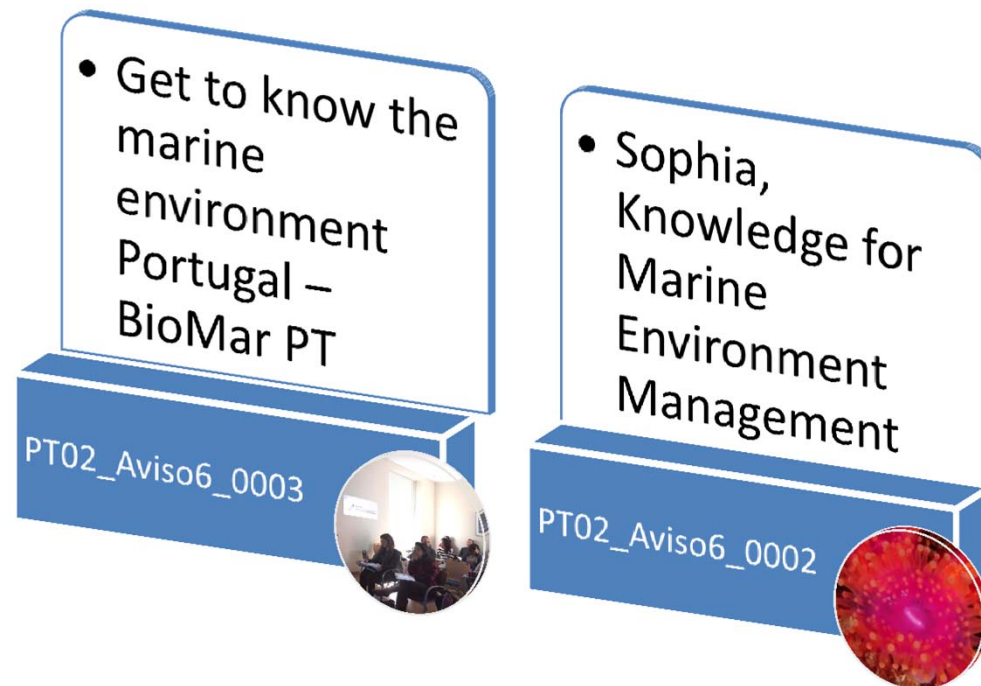 • Get to know the
marine
environment
Portugal –
BioMar PT
PT02_Aviso6_0003
• Sophia,
Knowledge for
Marine
Environment
Management
PT02_Aviso6_0002